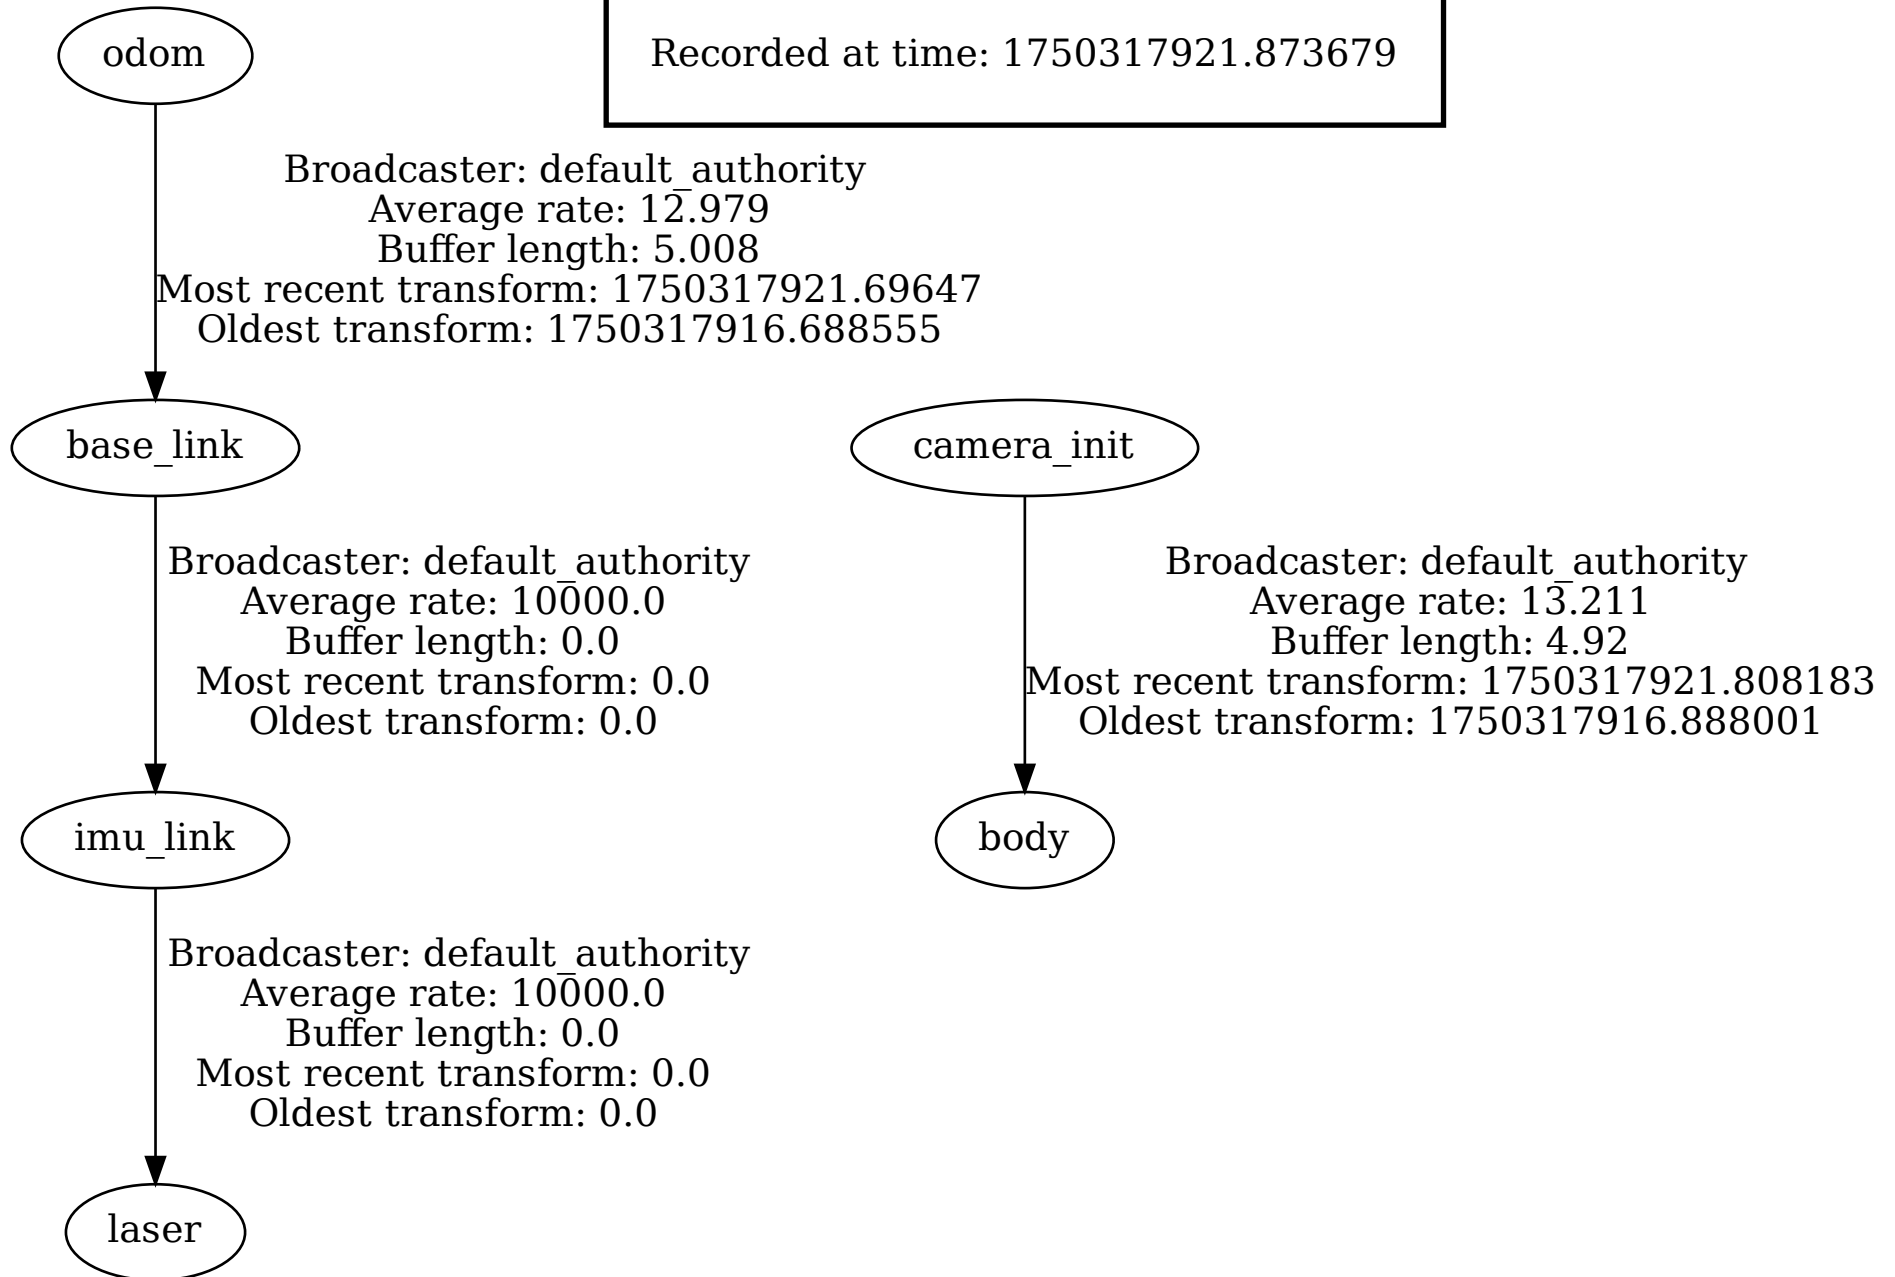 odom
Recorded at time: 1750317921.873679
Broadcaster: default_authority
Average rate: 12.979
Buffer length: 5.008
Most recent transform: 1750317921.69647
Oldest transform: 1750317916.688555
base_link
camera_init
Broadcaster: default_authority
Average rate: 10000.0
Buffer length: 0.0
Most recent transform: 0.0
Oldest transform: 0.0
Broadcaster: default_authority
Average rate: 13.211
Buffer length: 4.92
Most recent transform: 1750317921.808183
Oldest transform: 1750317916.888001
imu_link
body
Broadcaster: default_authority
Average rate: 10000.0
Buffer length: 0.0
Most recent transform: 0.0
Oldest transform: 0.0
laser